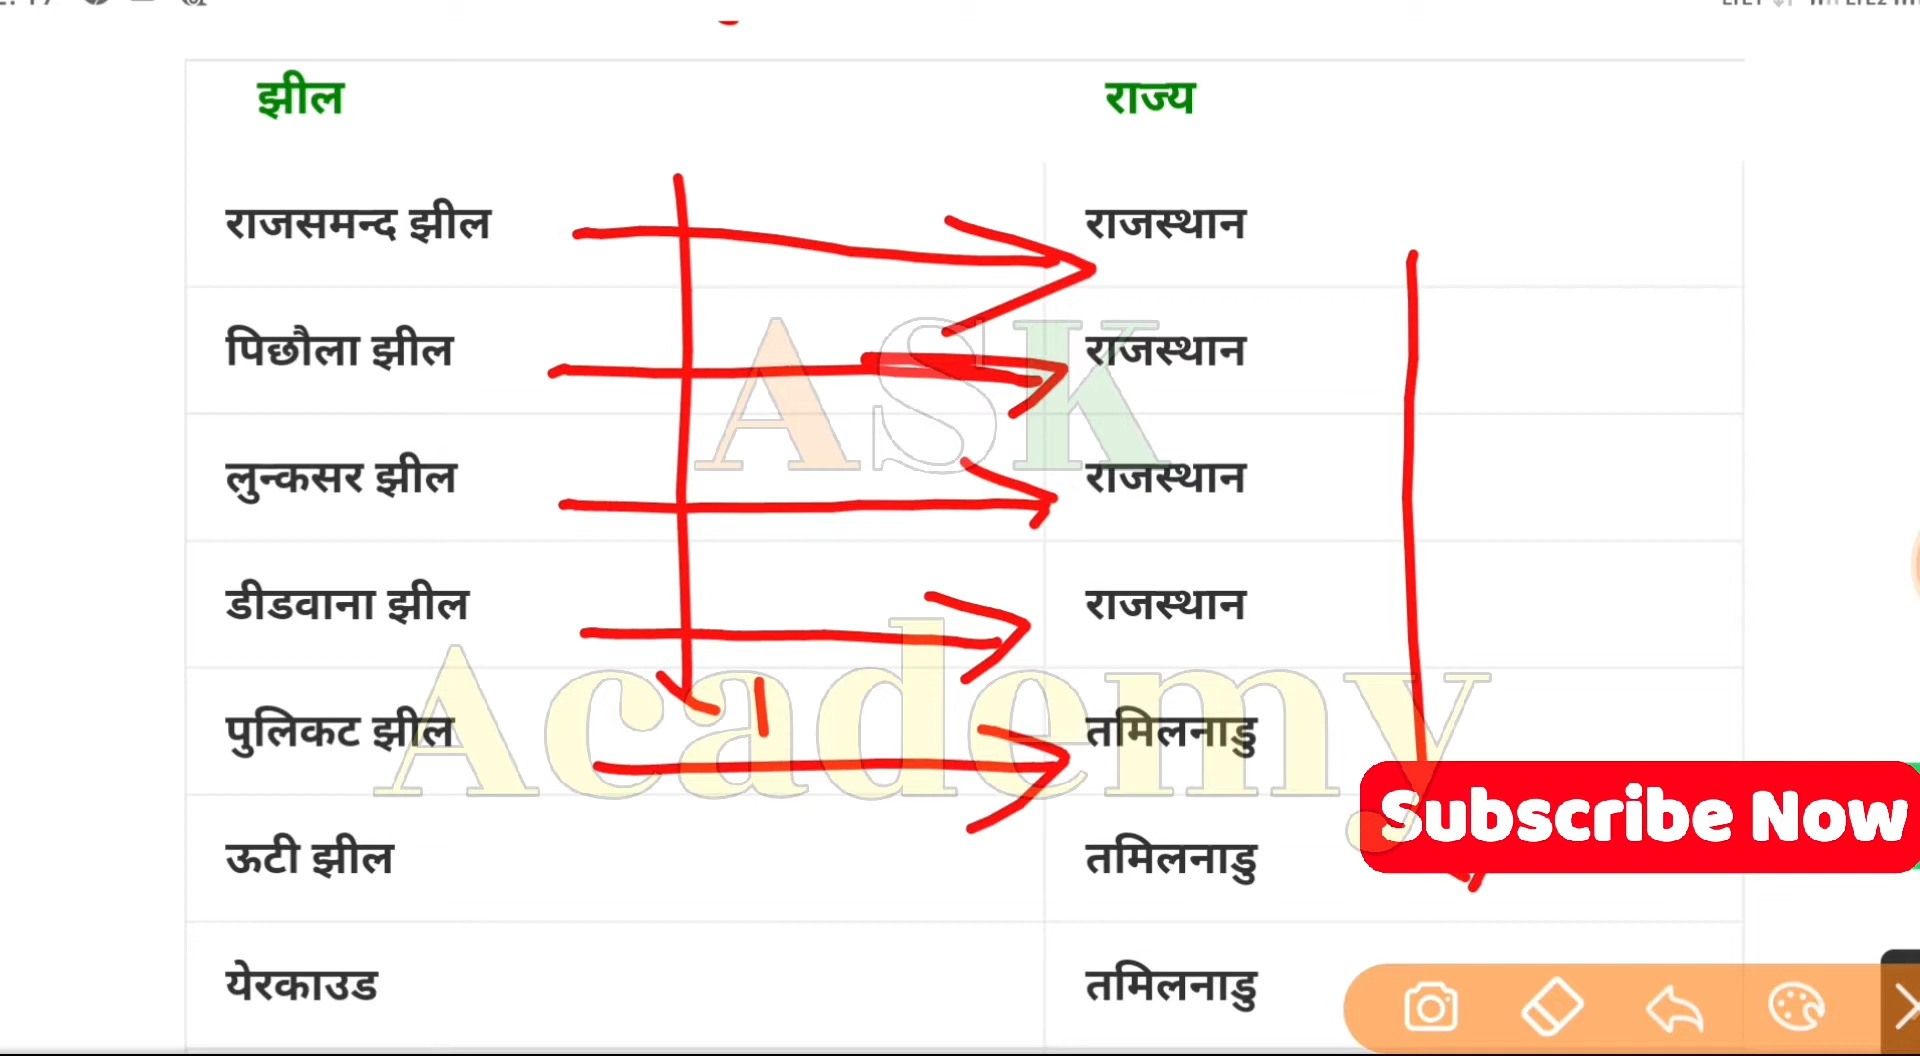 झील राज्य
राजसमन्द झील राजस्थान
पिछौला झील राजस्थान
लुन्कसर झील राजस्थान
डीडवाना झील राजस्थान
पुलिकट झील तमिलनाडु
ऊटी झील तमिलनाडु
येरकाउड तमिलनाडु
ASK
Academy
Subscribe Now